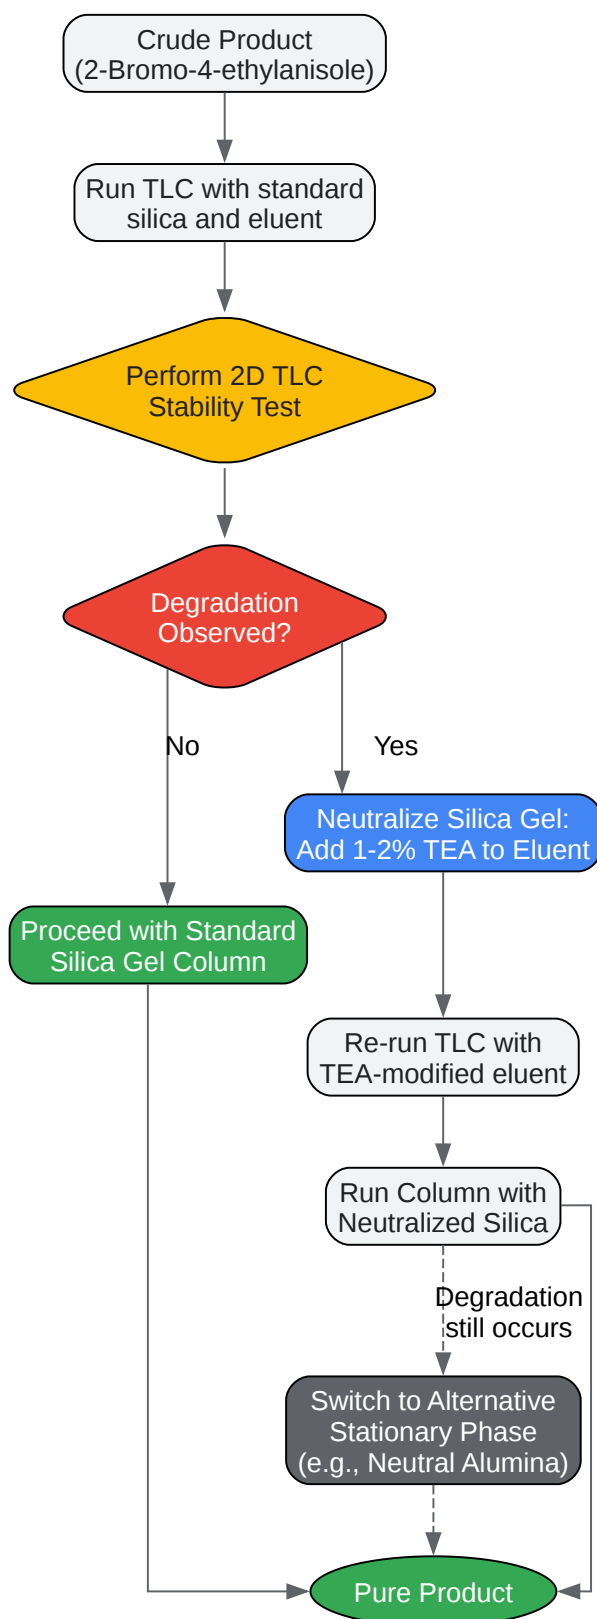 Crude Product
(2-Bromo-4-ethylanisole)
Run TLC with standard
silica and eluent
Perform 2D TLC
Stability Test
Degradation
Observed?
No
Yes
Neutralize Silica Gel:
Add 1-2% TEA to Eluent
Proceed with Standard
Silica Gel Column
Re-run TLC with
TEA-modified eluent
Run Column with
Neutralized Silica
Degradation
still occurs
Switch to Alternative
Stationary Phase
(e.g., Neutral Alumina)
Pure Product